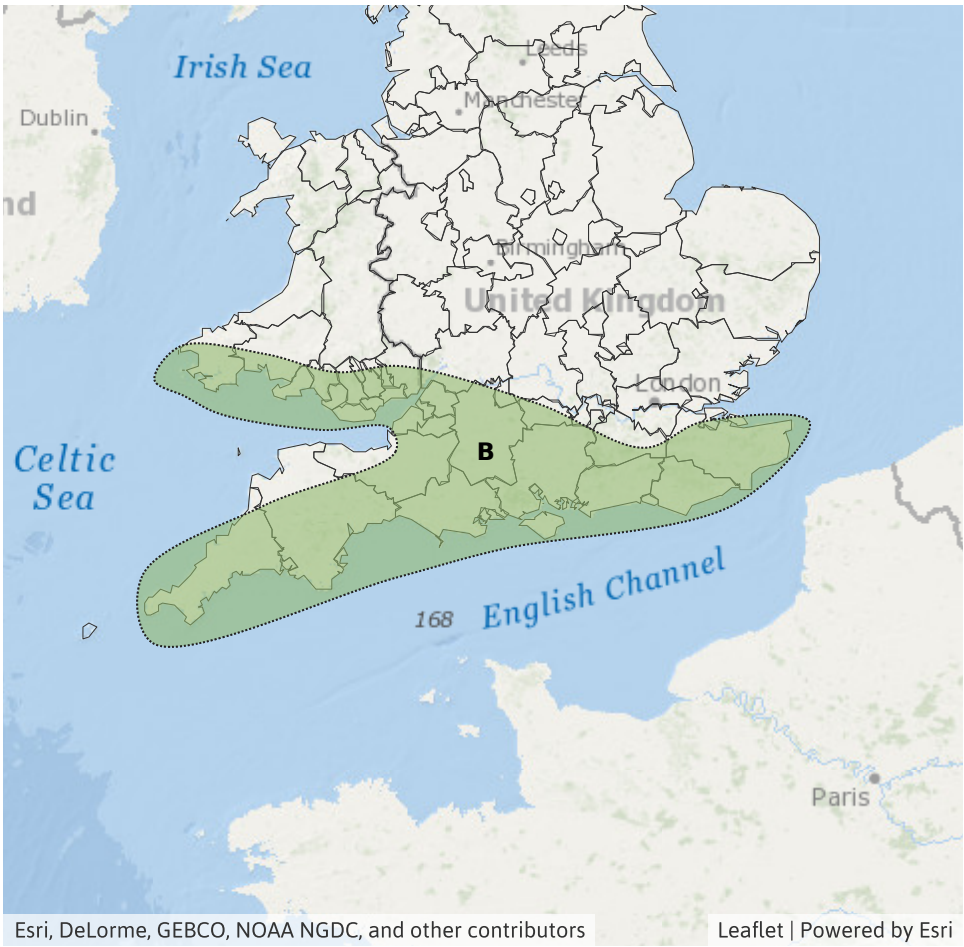 Leeds
Irish Sea
Manchester
Dublin
nd
Birmingham
United Kingdom
London
B
Celtic
Sea
English Channel
168
Paris
Esri, DeLorme, GEBCO, NOAA NGDC, and other contributors
Leaflet | Powered by Esri